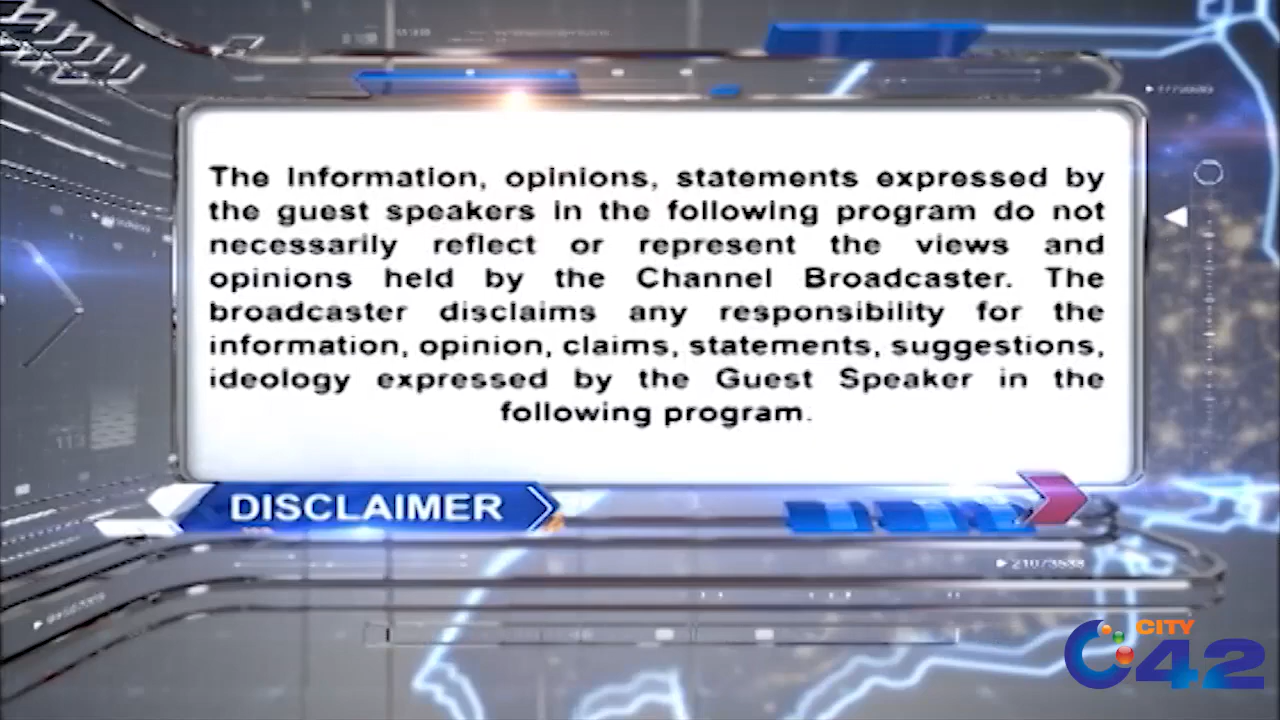 The Information, opinions, statements expressed by
the guest speakers in the following program do not
necessarily reflect or represent the views and
opinions held by the Channel Broadcaster. The
broadcaster disclaims any responsibility for the
information, opinion, claims, statements, suggestions,
ideology expressed by the Guest Speaker in the
following program.
DISCLAIMER
113
CITY
42